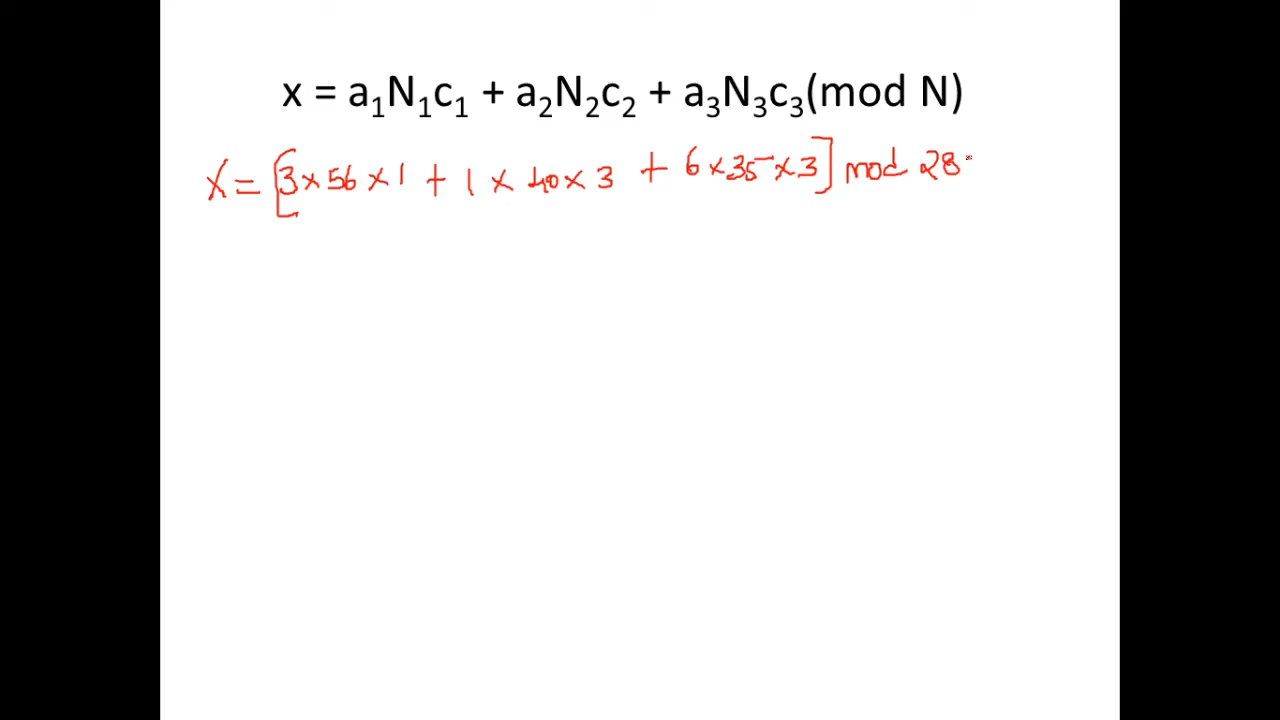 x = a₁N₁c₁ + a₂N₂c₂ + a₃N₃c₃(mod N)
X = [3 × 56 × 1 + 1 × 40 × 3 + 6 × 35 × 3] mod 28